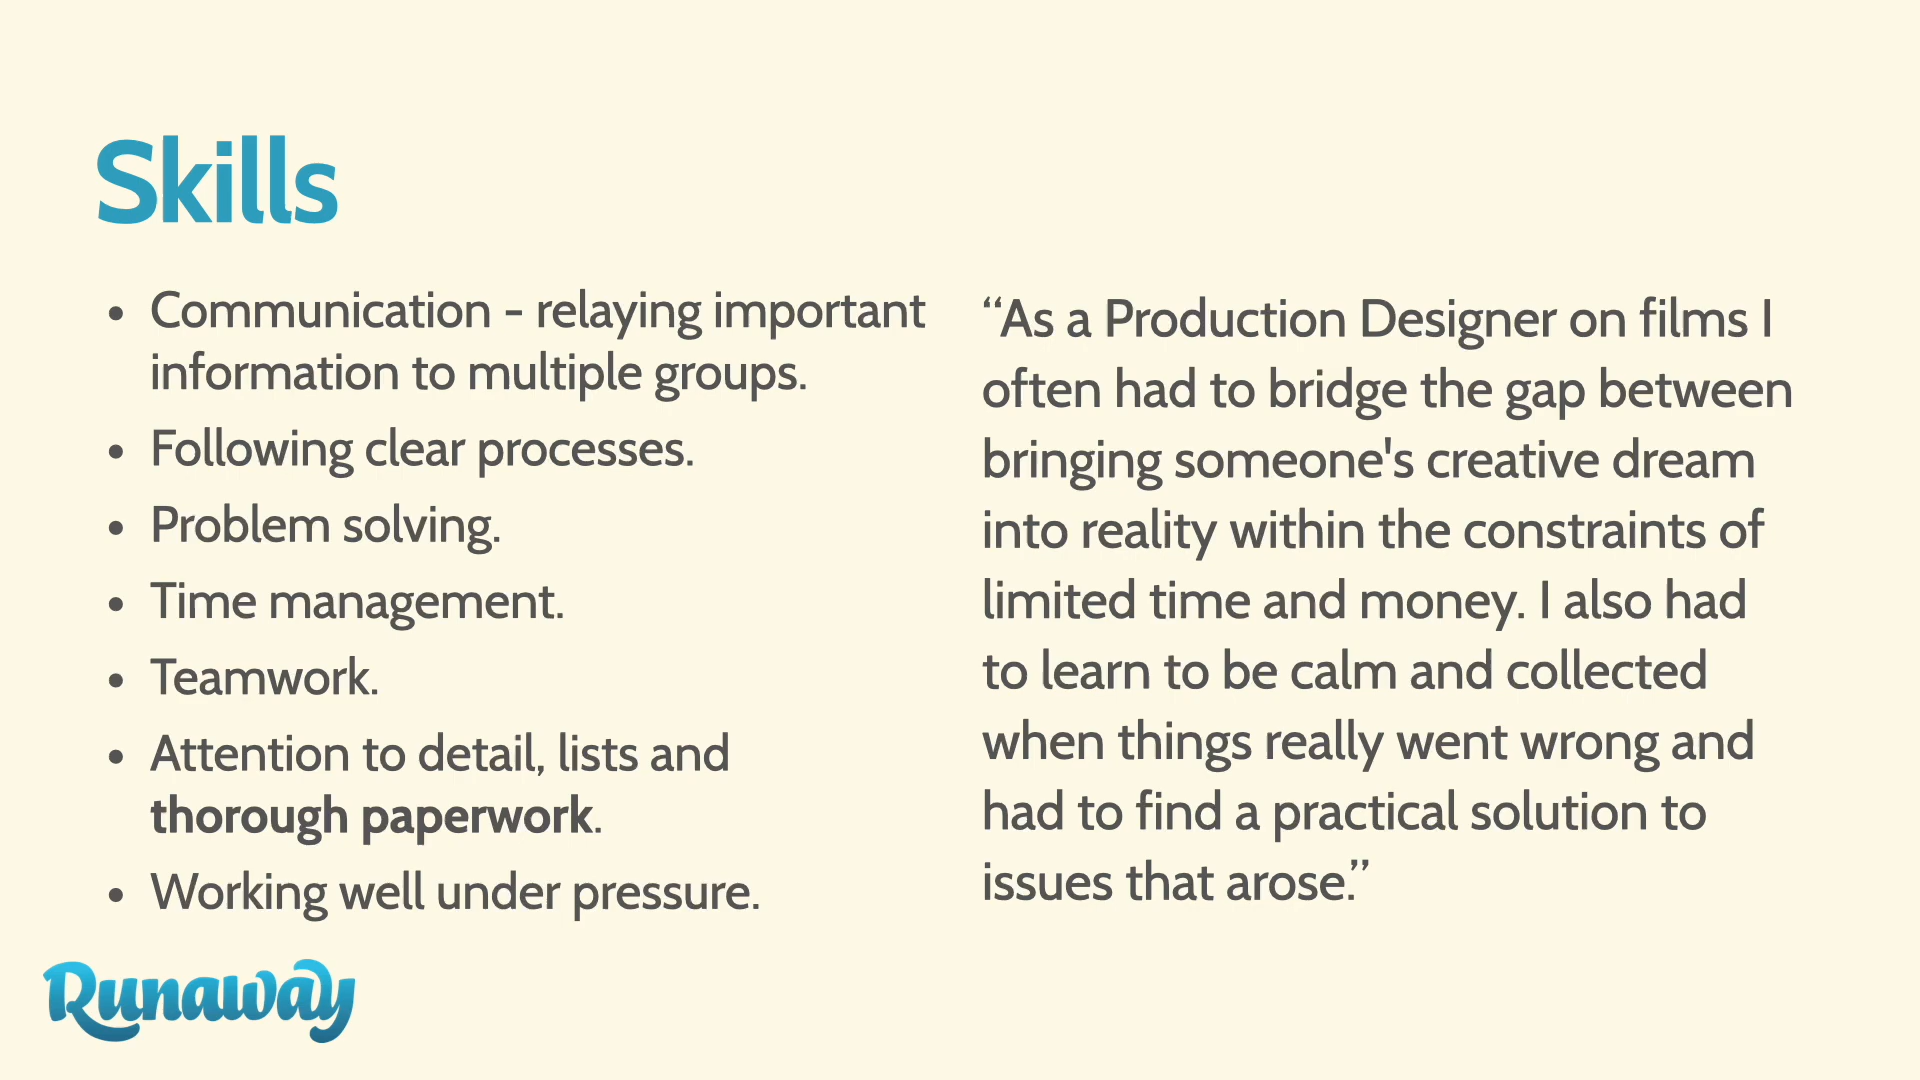 Skills
• Communication - relaying important
information to multiple groups.
• Following clear processes.
• Problem solving.
• Time management.
• Teamwork.
• Attention to detail, lists and
thorough paperwork.
• Working well under pressure.
“As a Production Designer on films I
often had to bridge the gap between
bringing someone's creative dream
into reality within the constraints of
limited time and money. I also had
to learn to be calm and collected
when things really went wrong and
had to find a practical solution to
issues that arose.”
Runaway